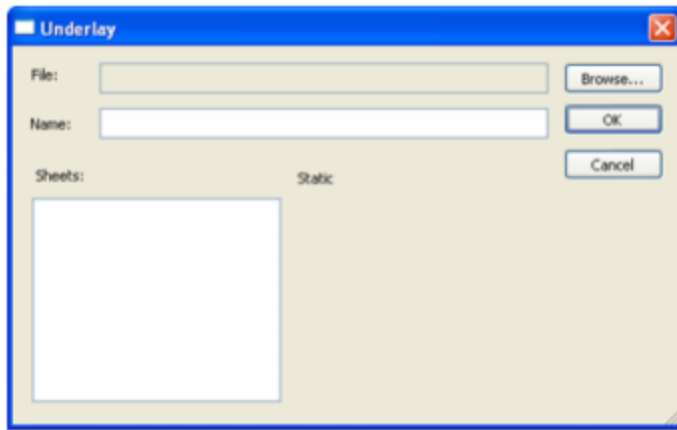 Underlay
File:
Browse...
Name:
OK
Cancel
Sheets:
Static